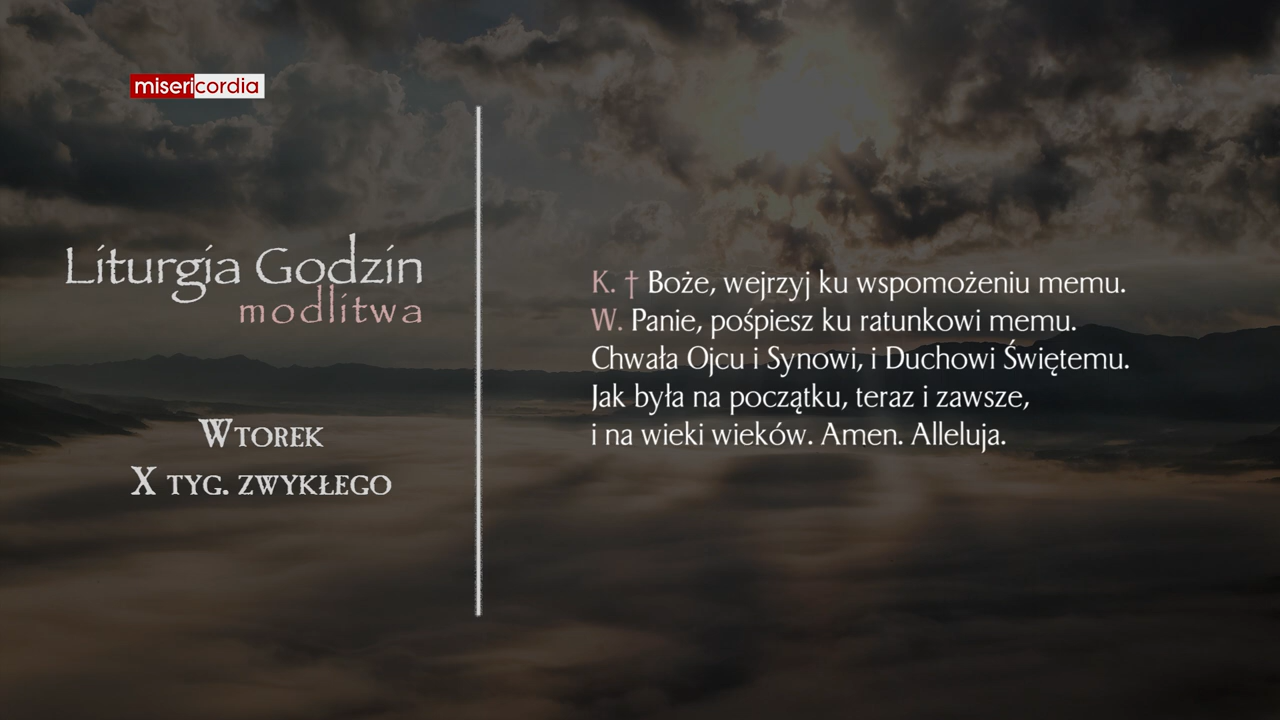 misericordia
Liturgia Godzin
modlitwa
Wtorek
X tyg. zwykłego
K. † Boże, wejrzyj ku wspomożeniu memu.
W. Panie, pośpiesz ku ratunkowi memu.
Chwała Ojcu i Synowi, i Duchowi Świętemu.
Jak była na początku, teraz i zawsze,
i na wieki wieków. Amen. Alleluja.